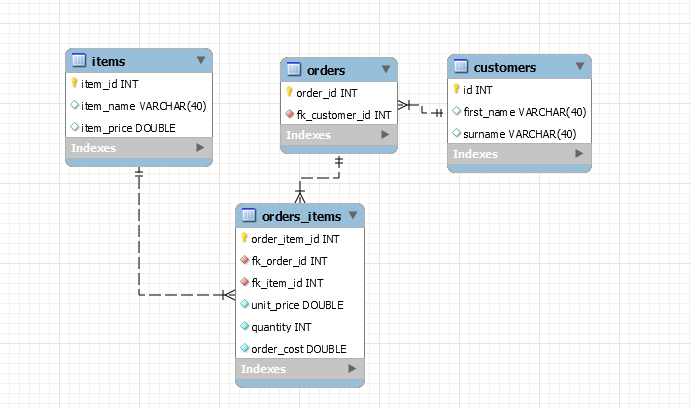 items
item_id INT
item_name VARCHAR(40)
item_price DOUBLE
Indexes
orders
order_id INT
fk_customer_id INT
Indexes
customers
id INT
first_name VARCHAR(40)
surname VARCHAR(40)
Indexes
orders_items
order_item_id INT
fk_order_id INT
fk_item_id INT
unit_price DOUBLE
quantity INT
order_cost DOUBLE
Indexes